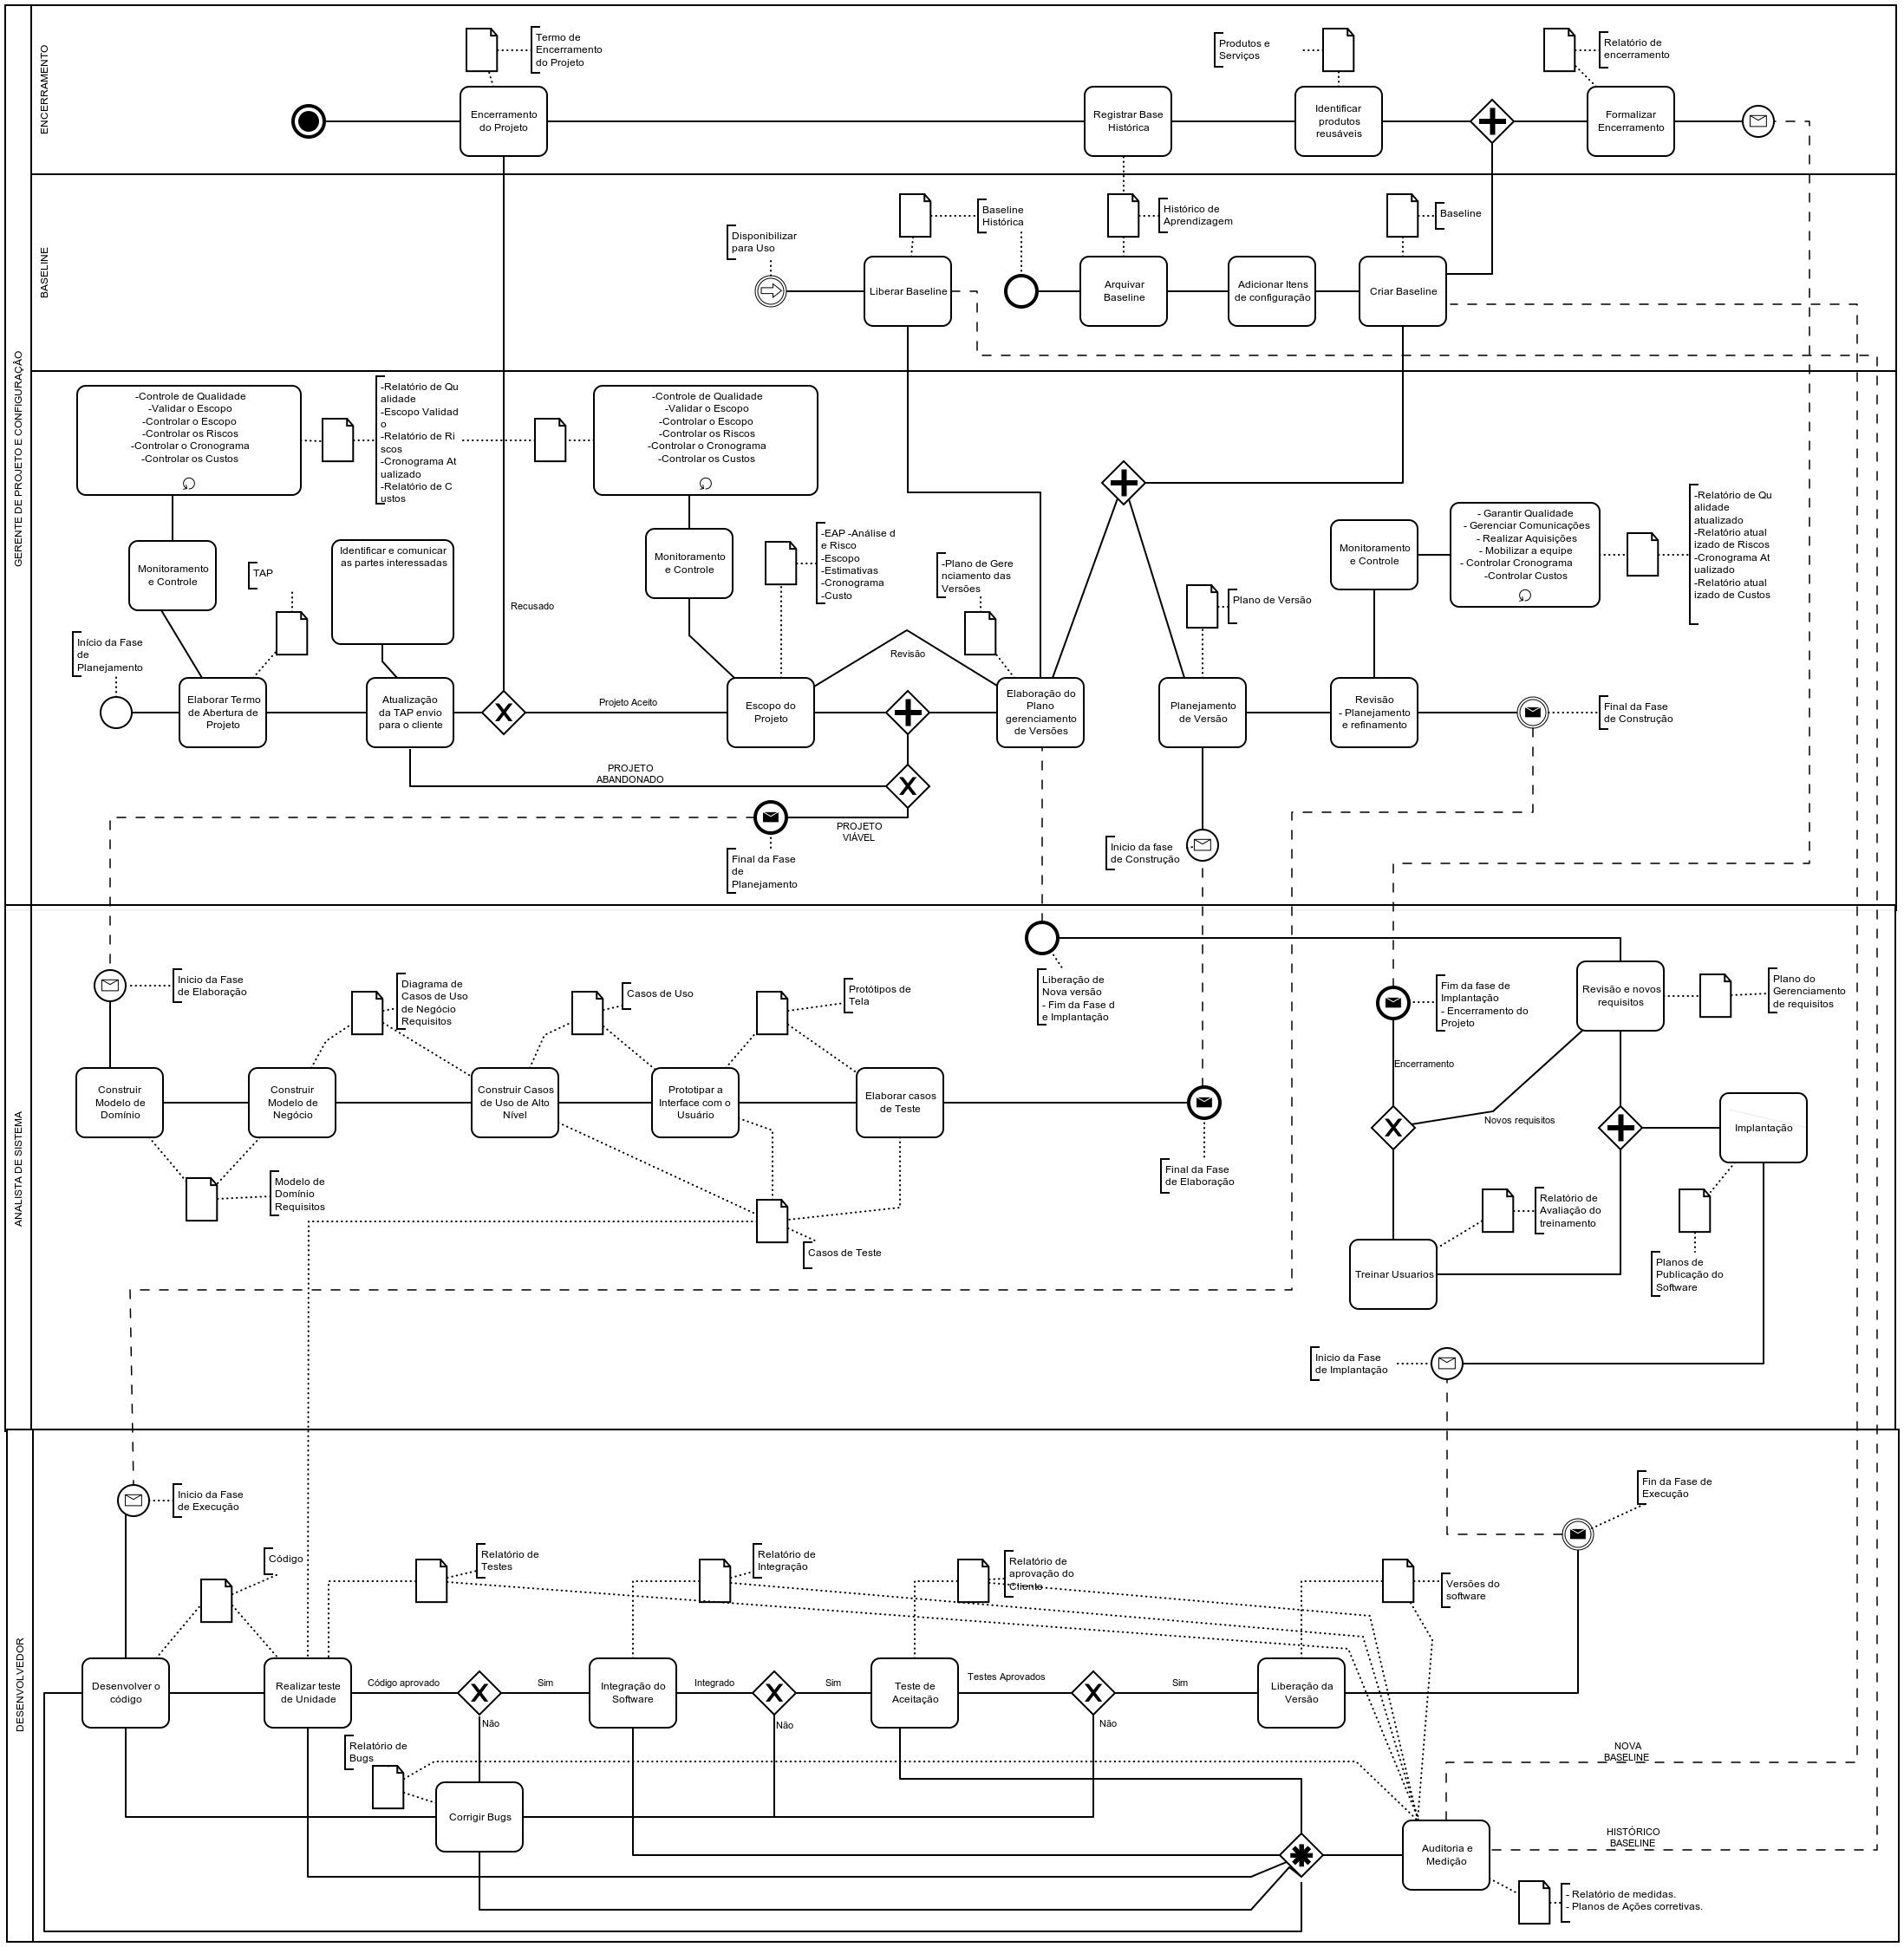 ENCERRAMENTO
Termo de
Encerramento
do Projeto
Produtos e
Serviços
Relatório de
encerramento
Encerramento
do Projeto
Registrar Base
Histórica
Identificar
produtos
reusáveis
Formalizar
Encerramento
BASELINE
Disponibilizar
para Uso
Baseline
Histórica
Histórico de
Aprendizagem
Baseline
Liberar Baseline
Arquivar
Baseline
Adicionar Itens
de configuração
Criar Baseline
GERENTE DE PROJETO E CONFIGURAÇÃO
-Controle de Qualidade
-Validar o Escopo
-Controlar o Escopo
-Controlar os Riscos
-Controlar o Cronograma
-Controlar os Custos
-Relatório de Qu
alidade
-Escopo Validad
o
-Relatório de Ri
scos
-Cronograma At
ualizado
-Relatório de C
ustos
-Controle de Qualidade
-Validar o Escopo
-Controlar o Escopo
-Controlar os Riscos
-Controlar o Cronograma
-Controlar os Custos
Monitoramento
e Controle
TAP
Identificar e comunicar
as partes interessadas
Recusado
Monitoramento
e Controle
-EAP -Análise d
e Risco
-Escopo
-Estimativas
-Cronograma
-Custo
-Plano de Gere
nciamento das
Versões
Plano de Versão
Monitoramento
e Controle
- Garantir Qualidade
- Gerenciar Comunicações
- Realizar Aquisições
- Mobilizar a equipe
- Controlar Cronograma
-Controlar Custos
-Relatório de Qu
alidade
atualizado
-Relatório atual
izado de Riscos
-Cronograma At
ualizado
-Relatório atual
izado de Custos
Início da Fase
de
Planejamento
Elaborar Termo
de Abertura de
Projeto
Atualização
da TAP envio
para o cliente
Projeto Aceito
Escopo do
Projeto
Revisão
Elaboração do
Plano
gerenciamento
de Versões
Planejamento
de Versão
Revisão
- Planejamento
e refinamento
Final da Fase
de Construção
PROJETO
ABANDONADO
PROJETO
VIÁVEL
Final da Fase
de
Planejamento
Inicio da fase
de Construção
ANALISTA DE SISTEMA
Inicio da Fase
de Elaboração
Diagrama de
Casos de Uso
de Negócio
Requisitos
Casos de Uso
Protótipos de
Tela
Liberação de
Nova versão
- Fim da Fase d
e Implantação
Fim da fase de
Implantação
- Encerramento do
Projeto
Revisão e novos
requisitos
Plano do
Gerenciamento
de requisitos
Construir
Modelo de
Domínio
Construir
Modelo de
Negócio
Construir Casos
de Uso de Alto
Nível
Prototipar a
Interface com o
Usuário
Elaborar casos
de Teste
Encerramento
Novos requisitos
Implantação
Modelo de
Domínio
Requisitos
Casos de Teste
Final da Fase
de Elaboração
Relatório de
Avaliação do
treinamento
Treinar Usuarios
Planos de
Publicação do
Software
Inicio da Fase
de Implantação
DESENVOLVEDOR
Inicio da Fase
de Execução
Fin da Fase de
Execução
Código
Relatório de
Testes
Relatório de
Integração
Relatório de
aprovação do
Cliente
Versões do
software
Desenvolver o
código
Realizar teste
de Unidade
Código aprovado
Sim
Não
Integração do
Software
Integrado
Sim
Não
Teste de
Aceitação
Testes Aprovados
Sim
Não
Liberação da
Versão
Relatório de
Bugs
Corrigir Bugs
NOVA
BASELINE
HISTÓRICO
BASELINE
Auditoria e
Medição
- Relatório de medidas.
- Planos de Ações corretivas.